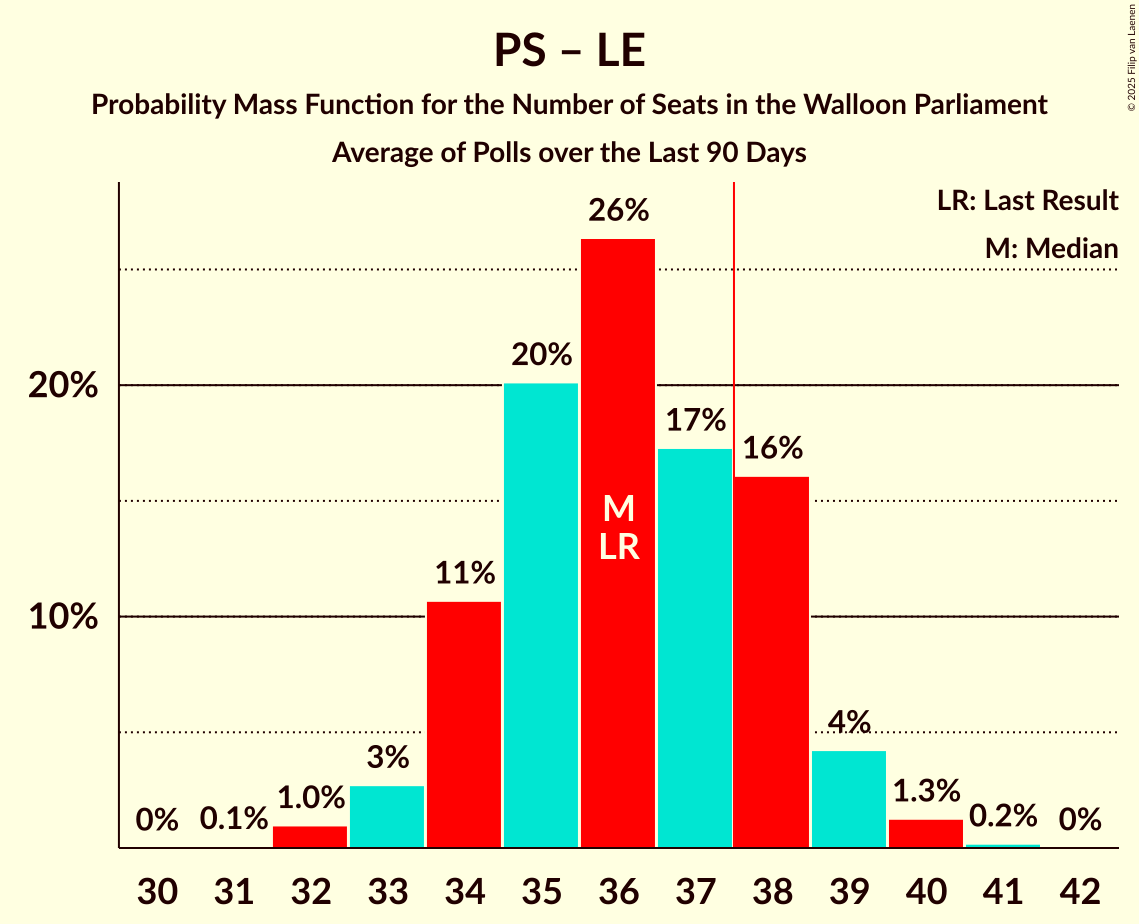 PS – LE
Probability Mass Function for the Number of Seats in the Walloon Parliament
Average of Polls over the Last 90 Days
© 2025 Filip van Laenen
LR: Last Result
M: Median
20%
10%
0%
0.1%
1.0%
3%
11%
20%
26%
17%
16%
4%
1.3%
0.2%
0%
M
LR
30 31 32 33 34 35 36 37 38 39 40 41 42